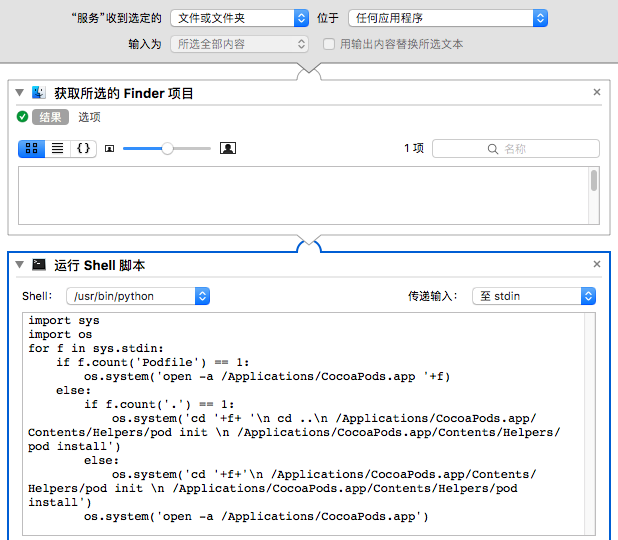 “服务”收到选定的 文件或文件夹 位于 任何应用程序
输入为 所选全部内容 用输出内容替换所选文本
获取所选的 Finder 项目
结果 选项
1 项 名称
运行 Shell 脚本
Shell: /usr/bin/python 传递输入: 至 stdin
import sys
import os
for f in sys.stdin:
    if f.count('Podfile') == 1:
        os.system('open -a /Applications/CocoaPods.app '+f)
    else:
        if f.count('.') == 1:
            os.system('cd '+f+ '\n cd ..\n /Applications/CocoaPods.app/
Contents/Helpers/pod init \n /Applications/CocoaPods.app/Contents/Helpers/
pod install')
        else:
            os.system('cd '+f+'\n /Applications/CocoaPods.app/Contents/
Helpers/pod init \n /Applications/CocoaPods.app/Contents/Helpers/pod
install')
        os.system('open -a /Applications/CocoaPods.app')